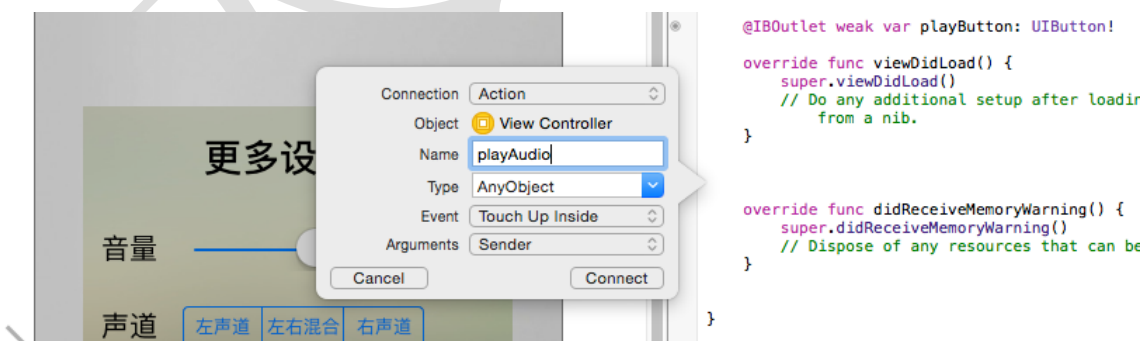 @IBOutlet weak var playButton: UIButton!
override func viewDidLoad() {
super.viewDidLoad()
// Do any additional setup after
from a nib.
}
override func didReceiveMemoryWarning() {
super.didReceiveMemoryWarning()
// Dispose of any resources that can
}
}
Connection Action
Object View Controller
Name playAudio
Type AnyObject
Event Touch Up Inside
Arguments Sender
Cancel Connect
更多设
音量
声道 左声道 左右混合 右声道